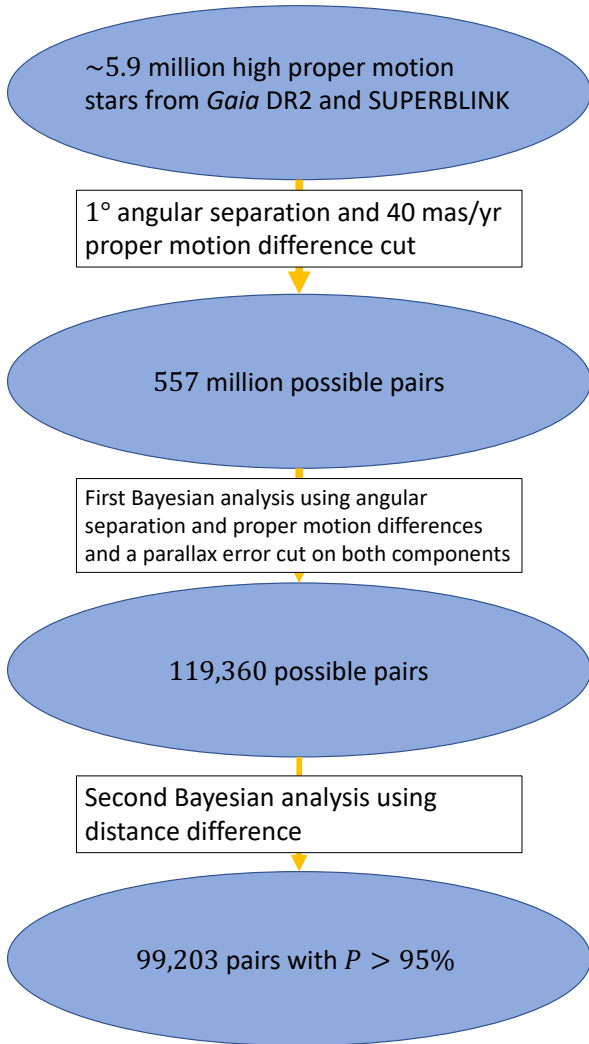 ~5.9 million high proper motion
stars from Gaia DR2 and SUPERBLINK
1° angular separation and 40 mas/yr
proper motion difference cut
557 million possible pairs
First Bayesian analysis using angular
separation and proper motion differences
and a parallax error cut on both components
119,360 possible pairs
Second Bayesian analysis using
distance difference
99,203 pairs with P > 95%